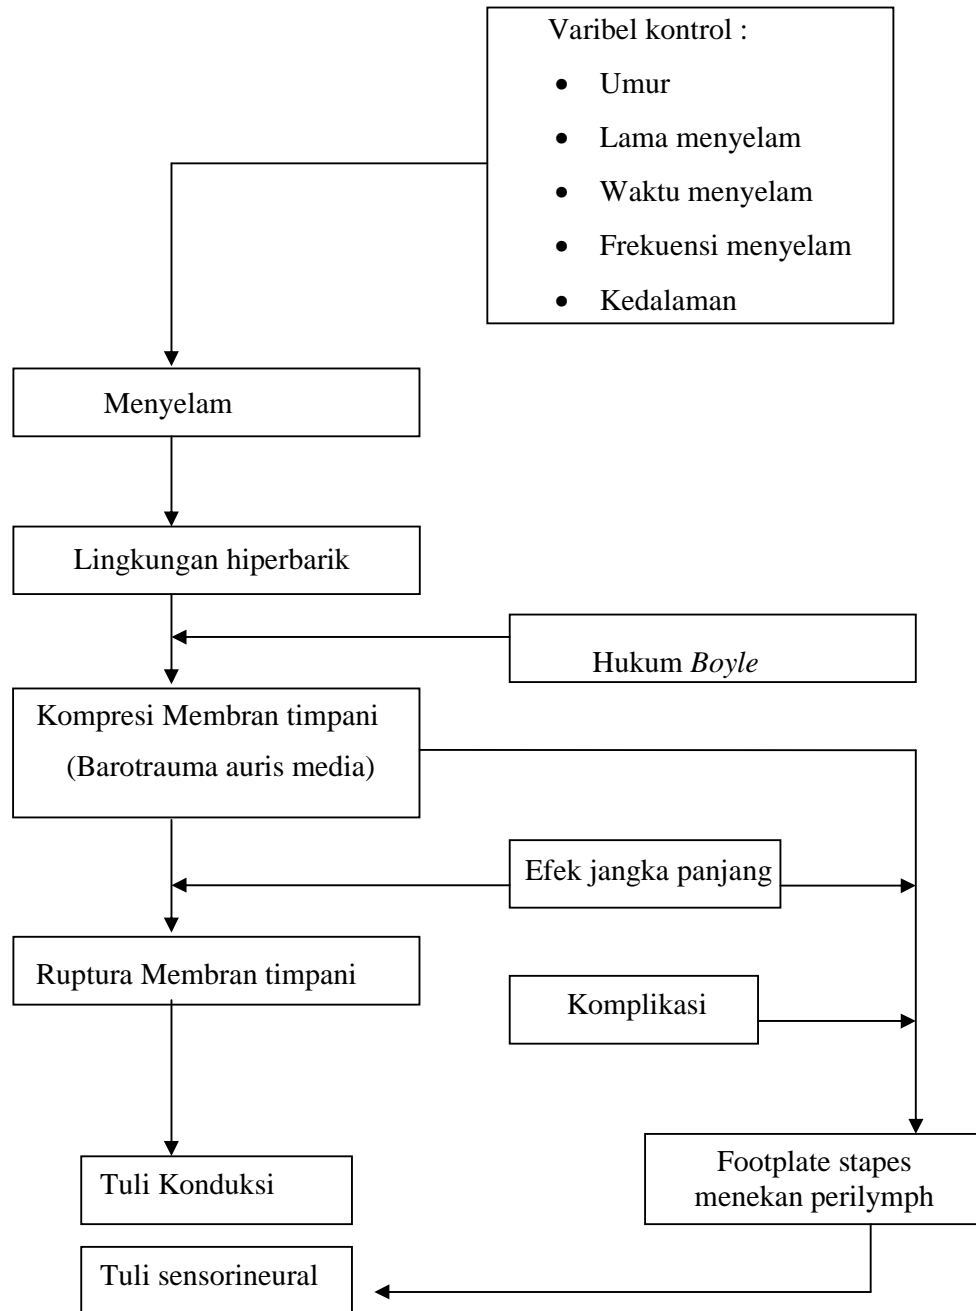 Varibel kontrol :
• Umur
• Lama menyelam
• Waktu menyelam
• Frekuensi menyelam
• Kedalaman
Menyelam
Lingkungan hiperbarik
Hukum Boyle
Kompresi Membran timpani
(Barotrauma auris media)
Efek jangka panjang
Ruptura Membran timpani
Komplikasi
Footplate stapes
menekan perilymph
Tuli Konduksi
Tuli sensorineural